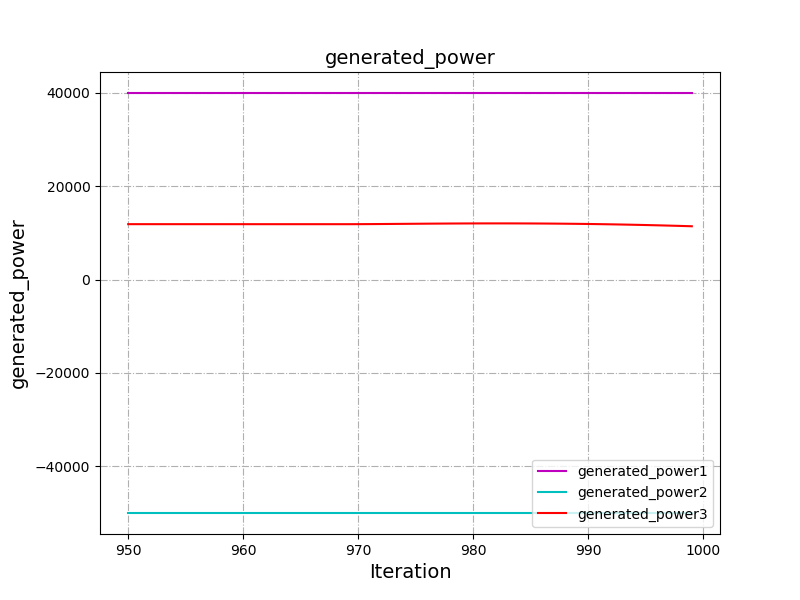 generated_power
generated_power
40000
20000
0
−20000
−40000
950
960
970
980
990
1000
Iteration
generated_power1
generated_power2
generated_power3